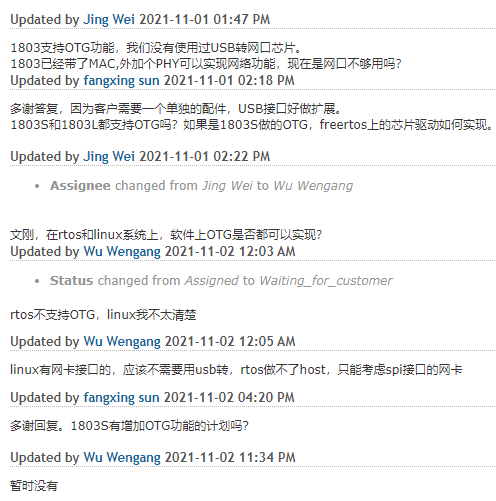 Updated by Jing Wei 2021-11-01 01:47 PM
1803支持OTG功能，我们没有使用过USB转网口芯片。
1803已经带了MAC,外加个PHY可以实现网络功能，现在是网口不够用吗?
Updated by fangxing sun 2021-11-01 02:18 PM
多谢答复，因为客户需要一个单独的配件，USB接口好做扩展。
1803S和1803L都支持OTG吗？如果是1803S做的OTG，freertos上的芯片驱动如何实现。
Updated by Jing Wei 2021-11-01 02:22 PM
• Assignee changed from Jing Wei to Wu Wengang
文刚，在rtos和linux系统上，软件上OTG是否都可以实现?
Updated by Wu Wengang 2021-11-02 12:03 AM
• Status changed from Assigned to Waiting_for_customer
rtos不支持OTG，linux我不太清楚
Updated by Wu Wengang 2021-11-02 12:05 AM
linux有网卡接口的，应该不需要用usb转，rtos做不了host，只能考虑spi接口的网卡
Updated by fangxing sun 2021-11-02 04:20 PM
多谢回复。1803S有增加OTG功能的计划吗?
Updated by Wu Wengang 2021-11-02 11:34 PM
暂时没有